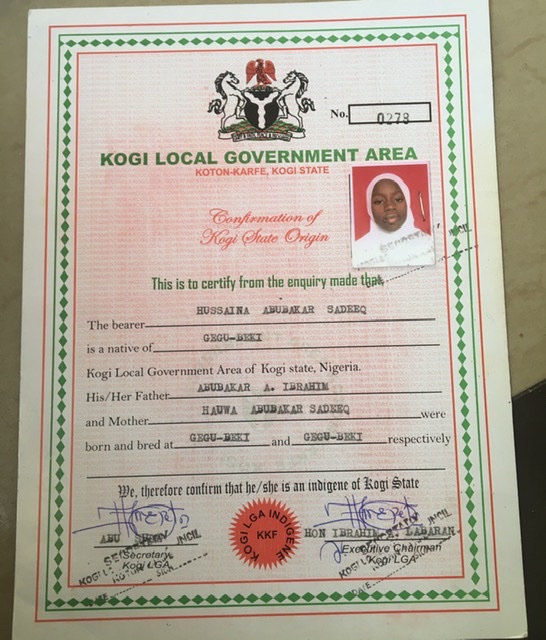 No. 0278
KOGI LOCAL GOVERNMENT AREA
KOTON-KARFE, KOGI STATE
Confirmation of
Kogi State Origin
This is to certify from the enquiry made that
HUSSAINA ABUBAKAR SADEEQ
The bearer
GEGU-BEKI
is a native of
Kogi Local Government Area of Kogi state, Nigeria.
ABUBAKAR A. IBRAHIM
His/Her Father
HAUWA ABUBAKAR SADEEQ
and Mother were
born and bred at GEGU-BEKI and GEGU-BEKI respectively
We, therefore confirm that he/she is an indigene of Kogi State
KOGI LGA INDIGENE
KKF
ABU
HON IBRAHIM LABARAN
Secretary
Kogi LGA
Executive Chairman
Kogi LGA